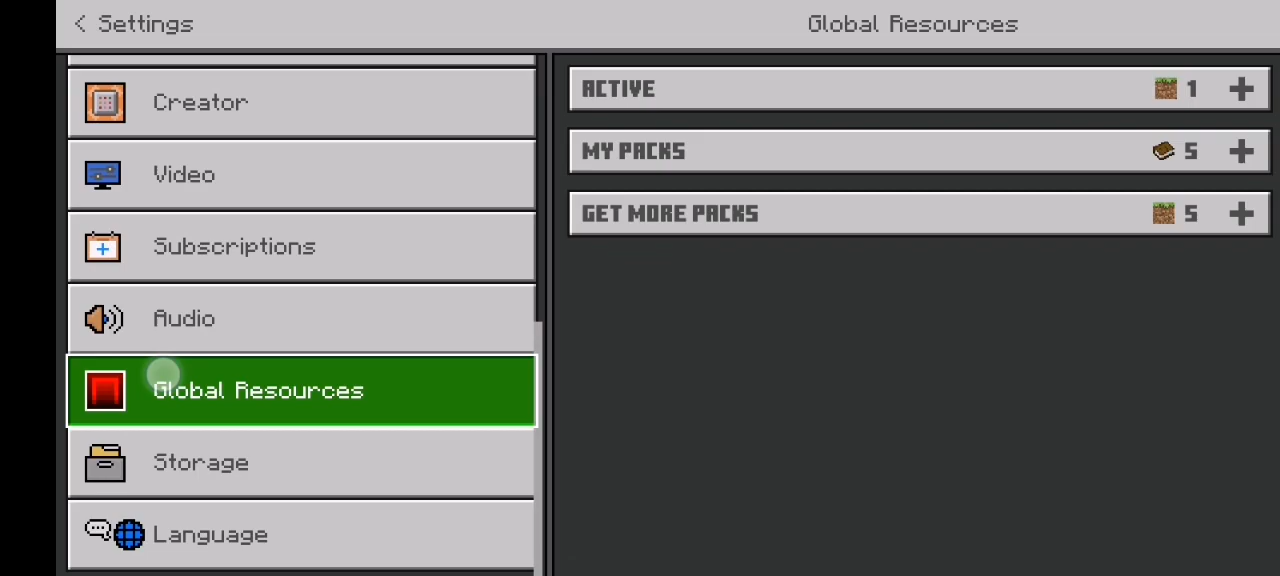 Settings
Global Resources
Creator
Video
Subscriptions
Audio
Global Resources
Storage
Language
ACTIVE 1
MY PACKS 5
GET MORE PACKS 5